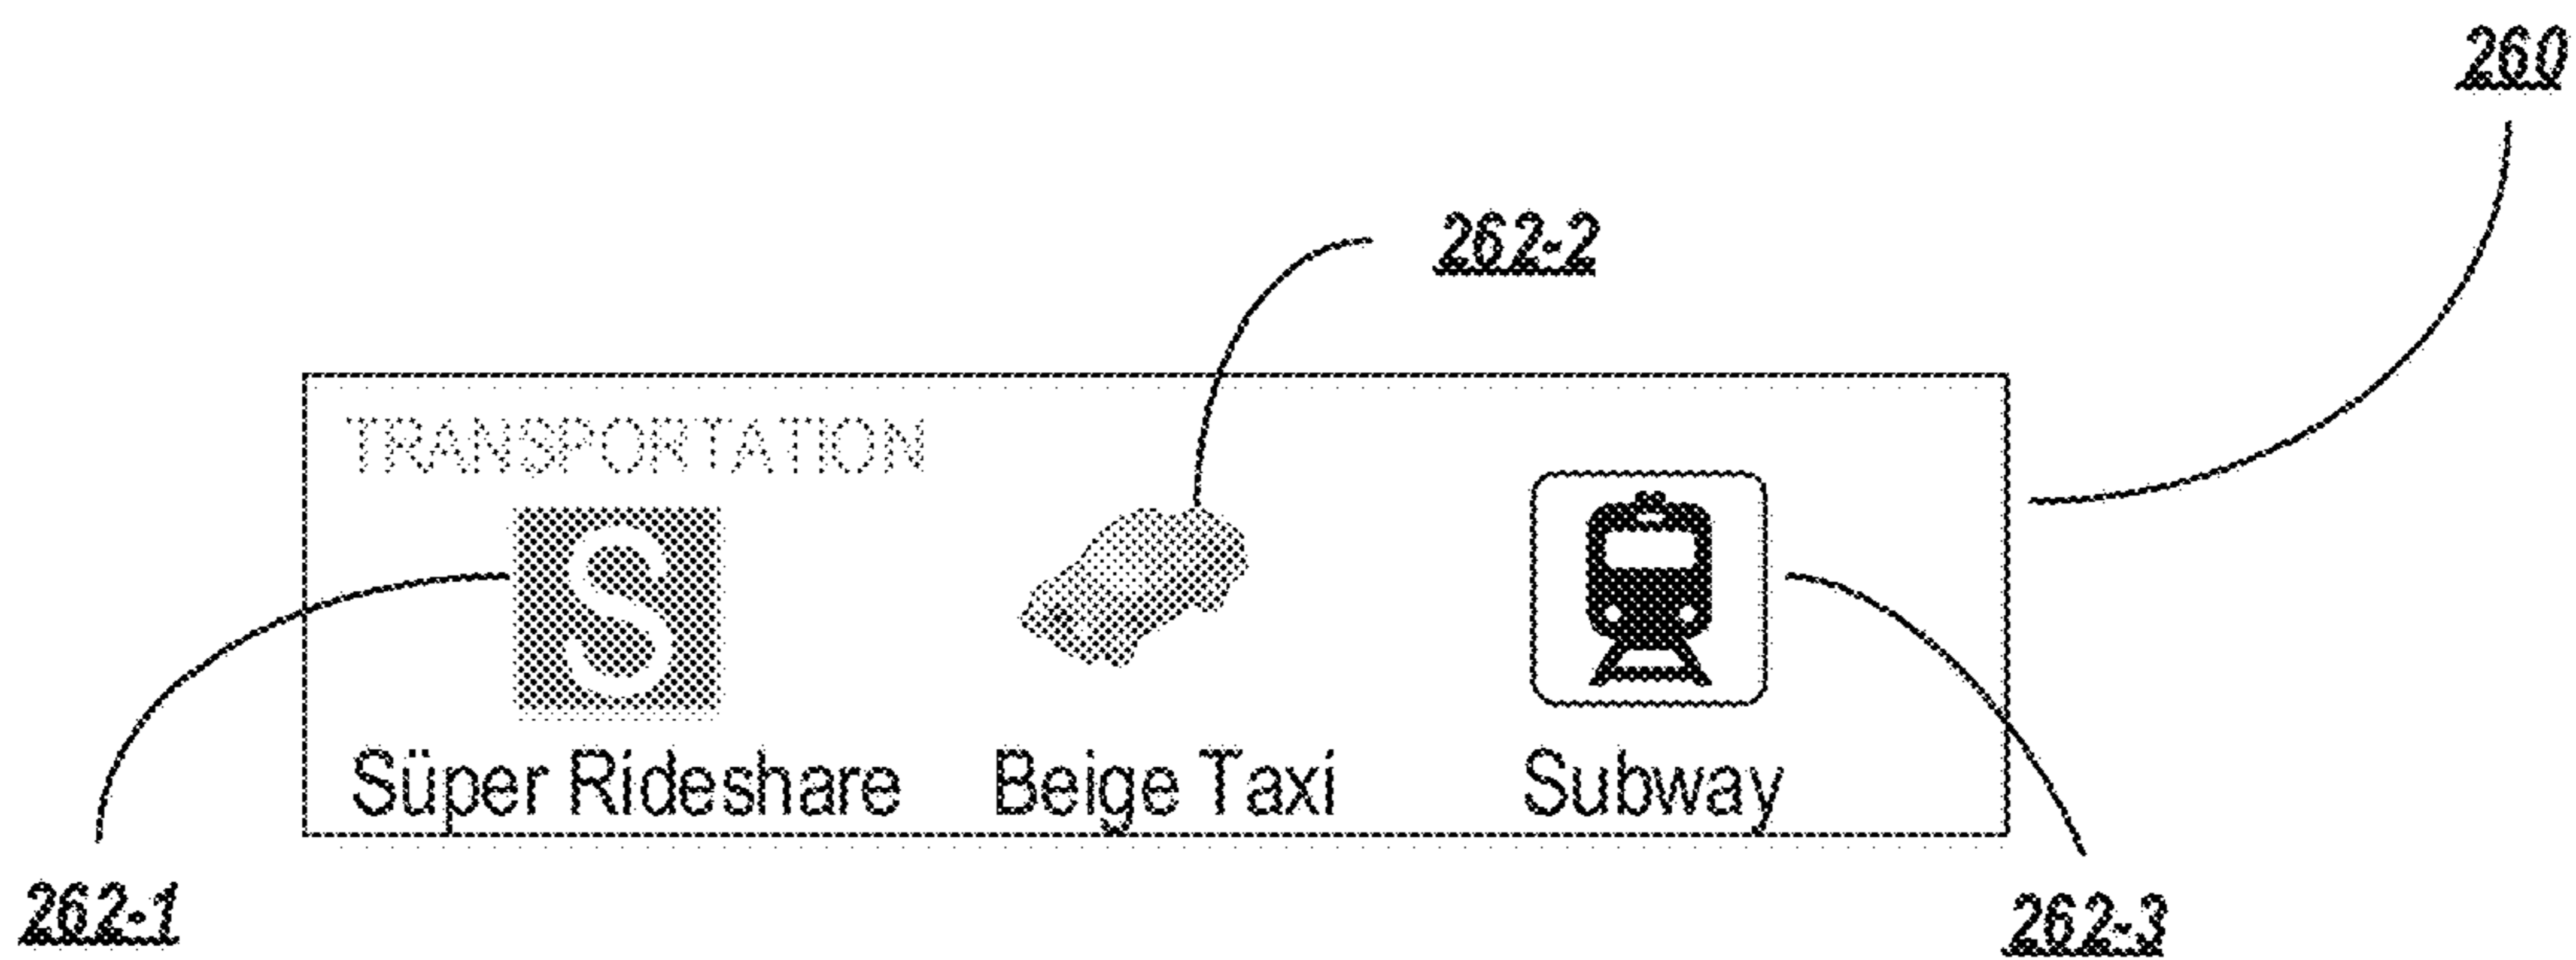 260
262-2
TRANSPORTATION
S
Süper Rideshare Beige Taxi Subway
262-1 262-3